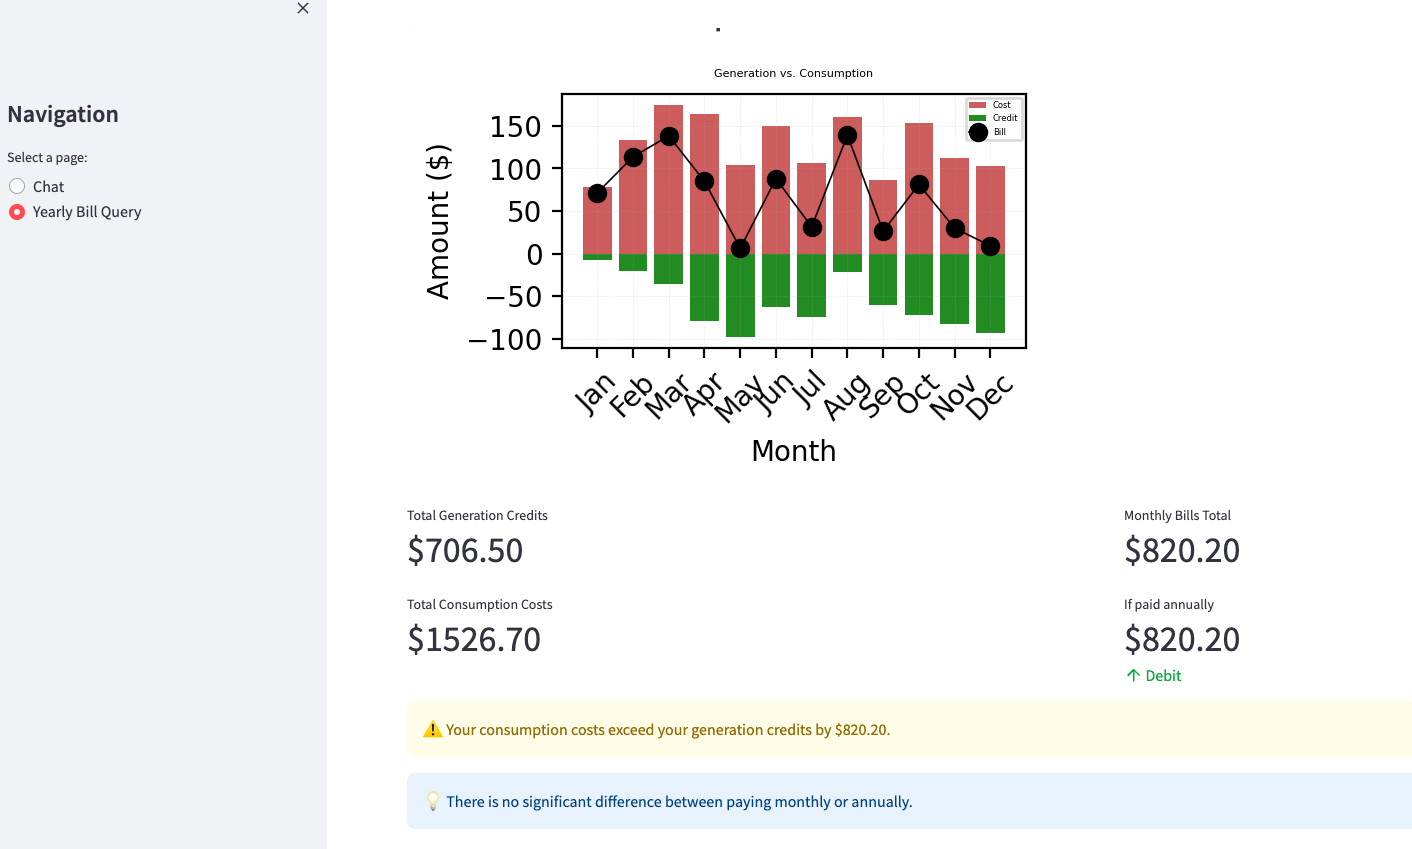 ×
Navigation
Select a page:
Chat
Yearly Bill Query
Generation vs. Consumption
Cost
Credit
Bill
Amount ($)
150
100
50
0
−50
−100
Jan
Feb
Mar
Apr
May
Jun
Jul
Aug
Sep
Oct
Nov
Dec
Month
Total Generation Credits
$706.50
Monthly Bills Total
$820.20
Total Consumption Costs
$1526.70
If paid annually
$820.20
↑ Debit
Your consumption costs exceed your generation credits by $820.20.
There is no significant difference between paying monthly or annually.